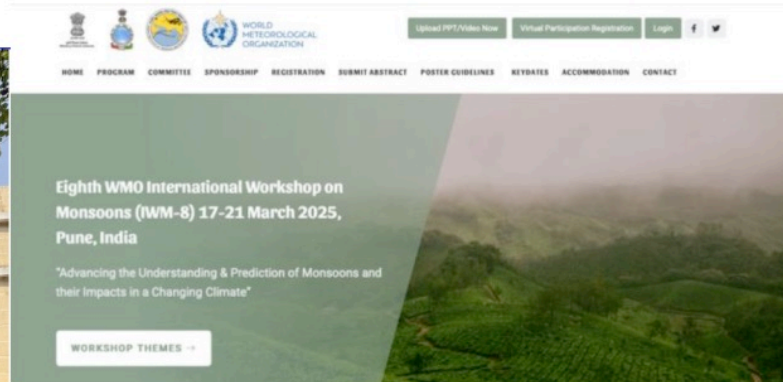 WORLD
METEOROLOGICAL
ORGANIZATION
Upload PPT/Video Now
Virtual Participation Registration
Login
HOME PROGRAM COMMITTEE SPONSORSHIP REGISTRATION SUBMIT ABSTRACT POSTER GUIDELINES KEYDATES ACCOMMODATION CONTACT
Eighth WMO International Workshop on
Monsoons (IWM-8) 17-21 March 2025,
Pune, India
"Advancing the Understanding & Prediction of Monsoons and
their Impacts in a Changing Climate"
WORKSHOP THEMES →